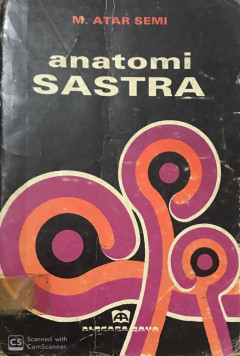 M. ATAR SEMI
anatomi
SASTRA
ANGKASA RAYA
CS
Scanned with
CamScanner